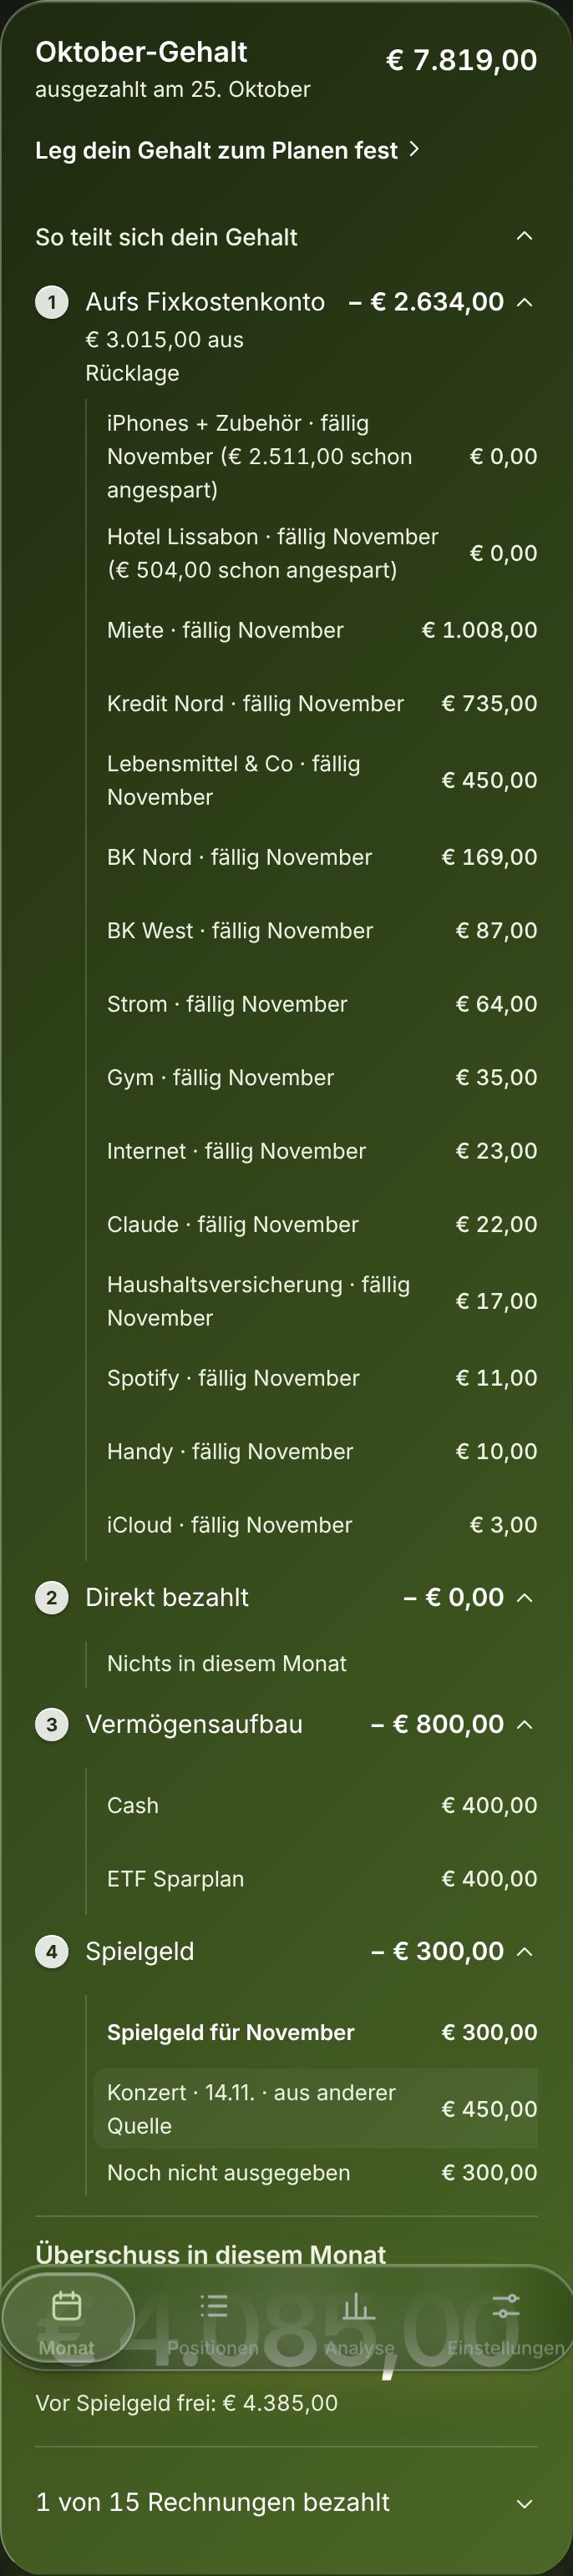 Oktober-Gehalt
€ 7.819,00
ausgezahlt am 25. Oktober
Leg dein Gehalt zum Planen fest
So teilt sich dein Gehalt
1 Aufs Fixkostenkonto – € 2.634,00
€ 3.015,00 aus
Rücklage
iPhones + Zubehör · fällig
November (€ 2.511,00 schon
angespart)
€ 0,00
Hotel Lissabon · fällig November
(€ 504,00 schon angespart)
€ 0,00
Miete · fällig November € 1.008,00
Kredit Nord · fällig November € 735,00
Lebensmittel & Co · fällig
November
€ 450,00
BK Nord · fällig November € 169,00
BK West · fällig November € 87,00
Strom · fällig November € 64,00
Gym · fällig November € 35,00
Internet · fällig November € 23,00
Claude · fällig November € 22,00
Haushaltsversicherung · fällig
November
€ 17,00
Spotify · fällig November € 11,00
Handy · fällig November € 10,00
iCloud · fällig November € 3,00
2 Direkt bezahlt – € 0,00
Nichts in diesem Monat
3 Vermögensaufbau – € 800,00
Cash € 400,00
ETF Sparplan € 400,00
4 Spielgeld – € 300,00
Spielgeld für November € 300,00
Konzert · 14.11. · aus anderer
Quelle
€ 450,00
Noch nicht ausgegeben € 300,00
Überschuss in diesem Monat
€ 4.085,00
Monat Positionen Analyse Einstellungen
Vor Spielgeld frei: € 4.385,00
1 von 15 Rechnungen bezahlt